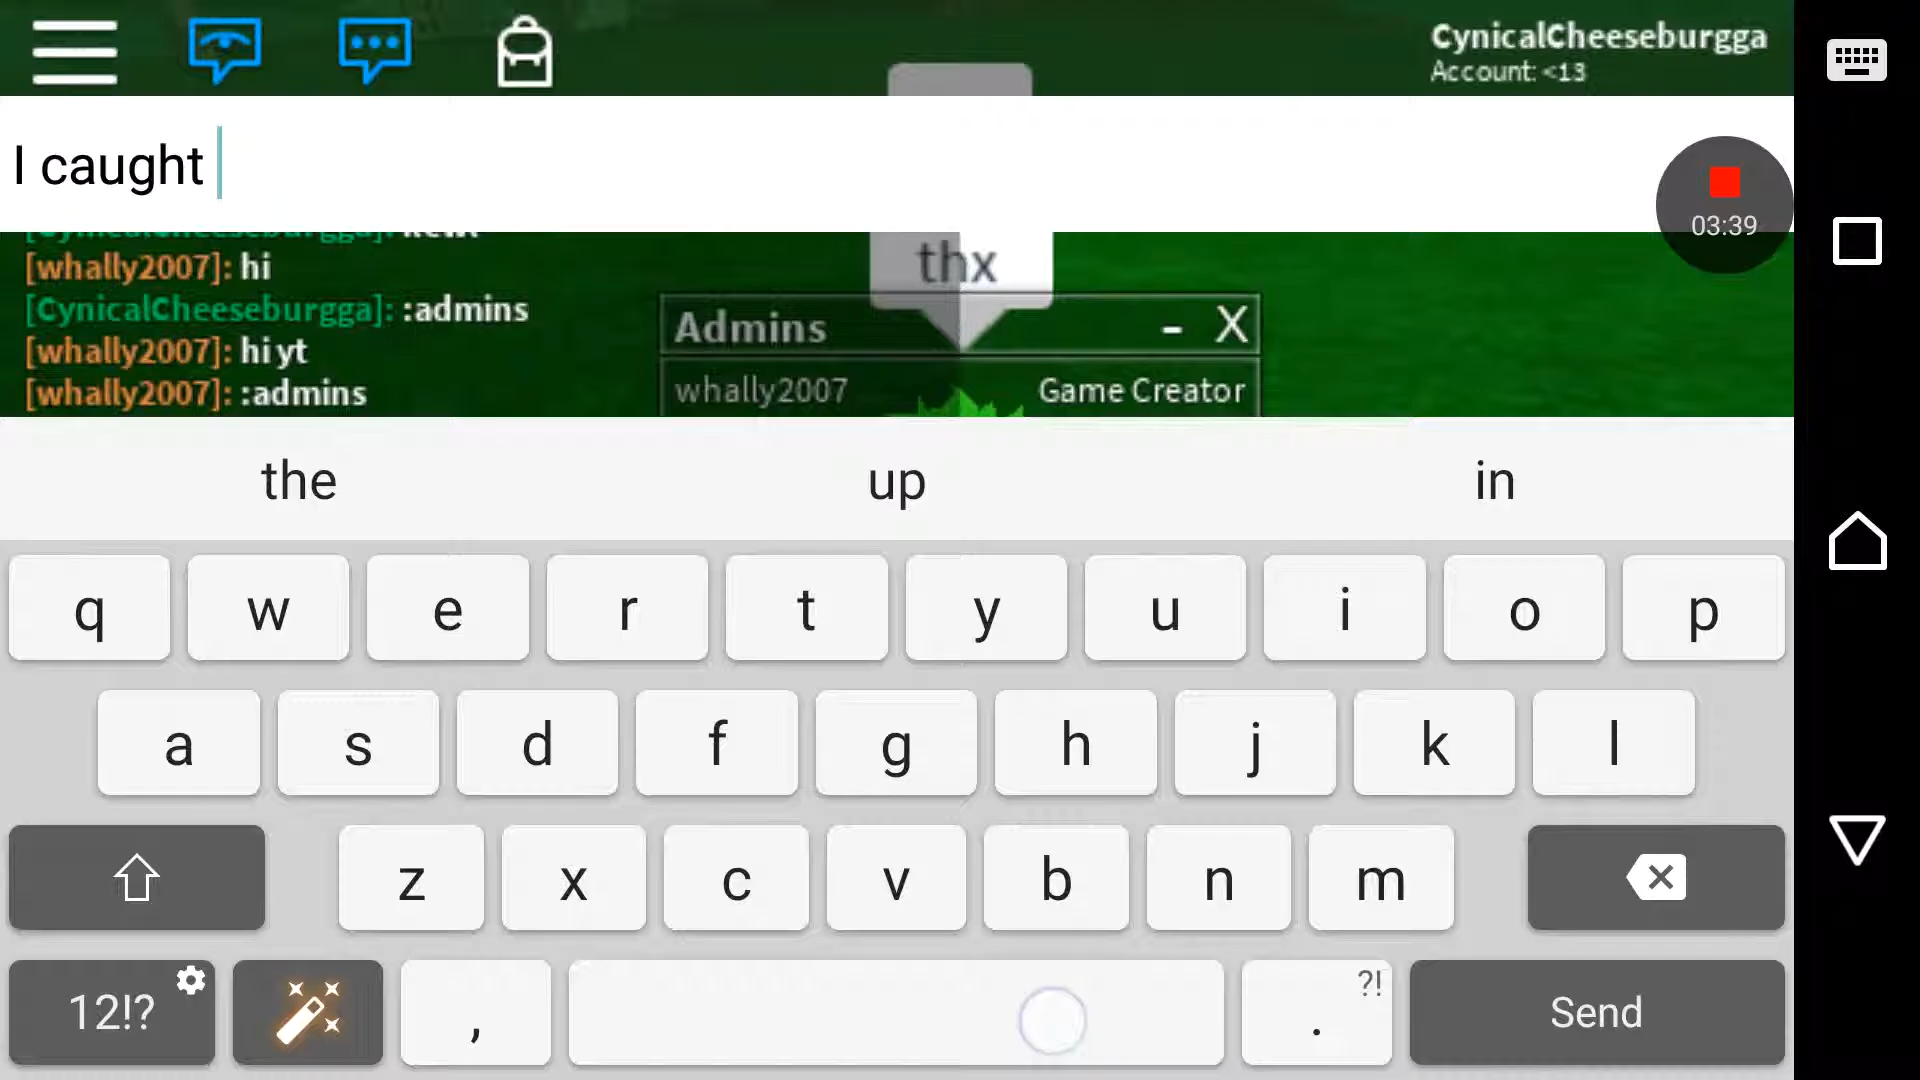 CynicalCheeseburgga
Account: <13
I caught
03:39
[whally2007]: hi
[CynicalCheeseburgga]: :admins
[whally2007]: hi yt
[whally2007]: :admins
thx
Admins - X
whally2007 Game Creator
the up in
q w e r t y u i o p
a s d f g h j k l
z x c v b n m
12!? , . ?! Send